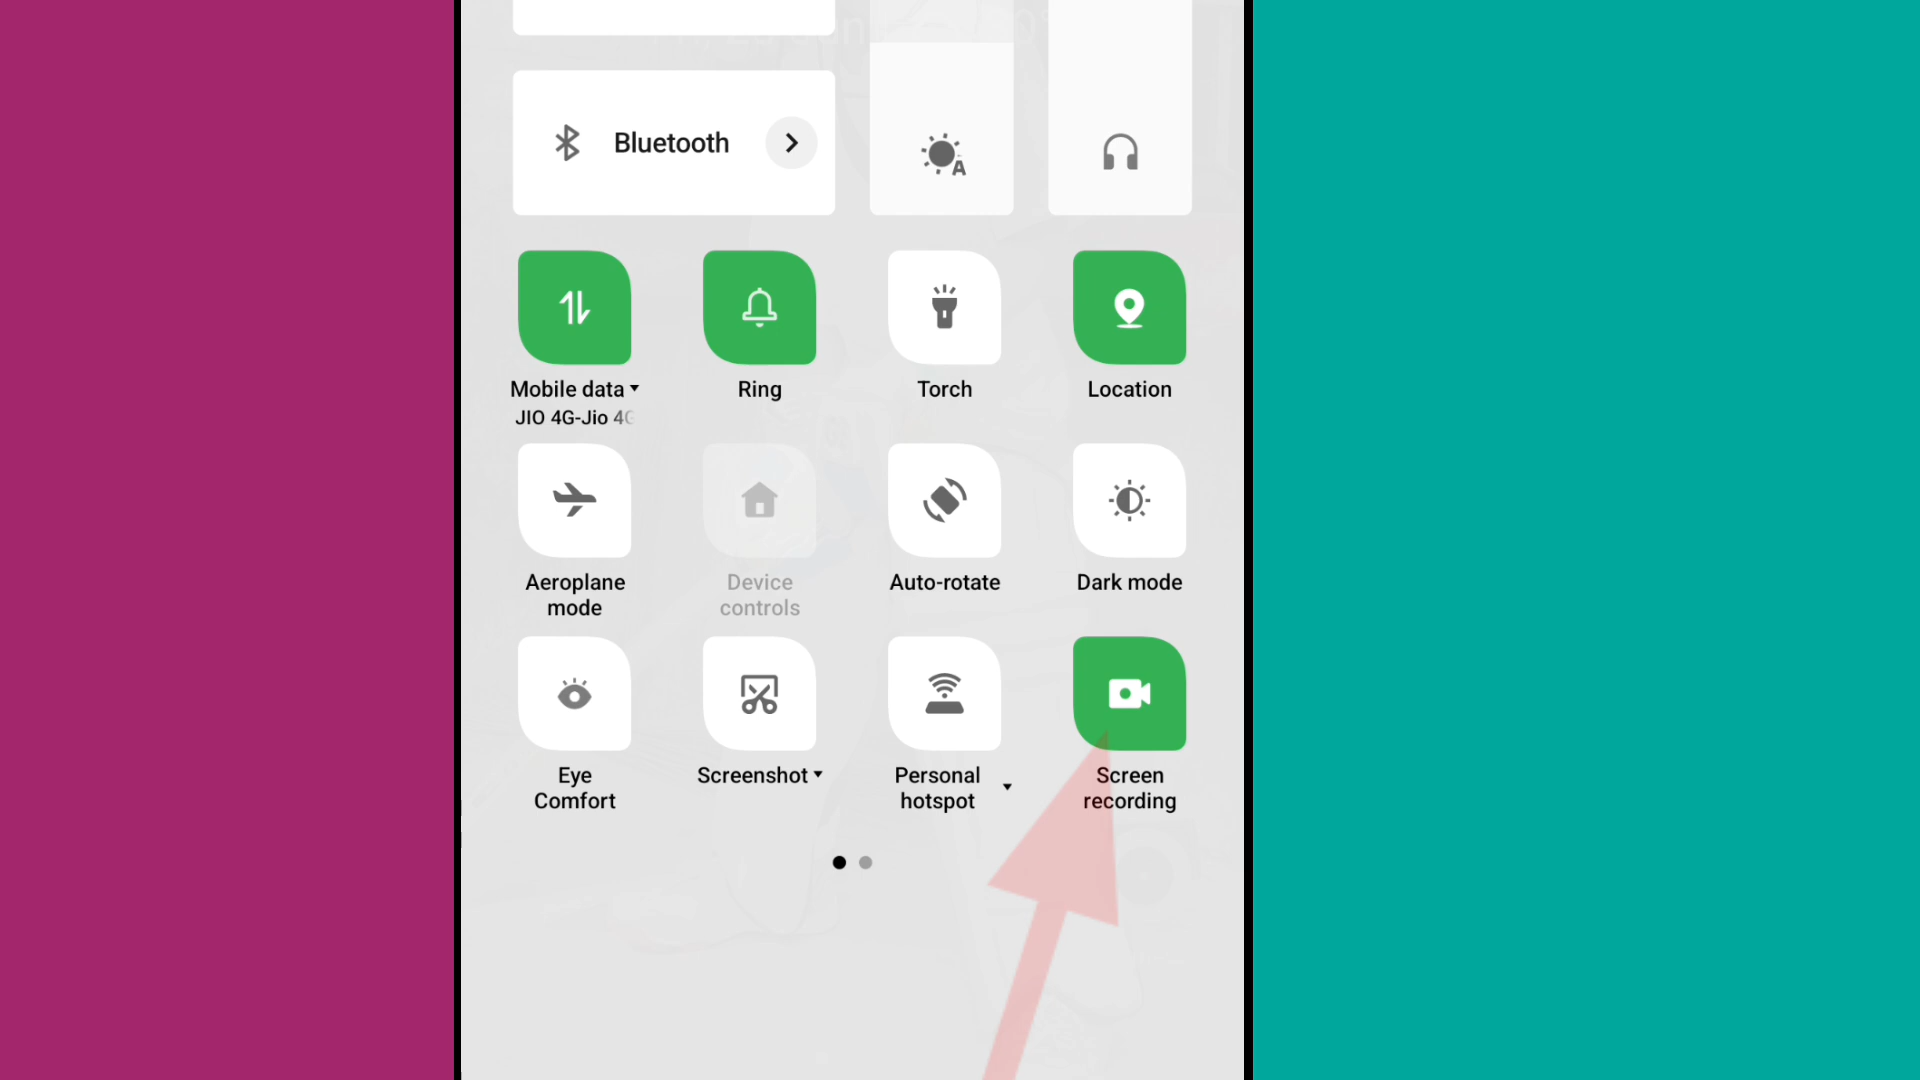 Bluetooth
A
Mobile data
Ring
Torch
Location
JIO 4G-Jio 4G
Aeroplane
mode
Device
controls
Auto-rotate
Dark mode
Eye
Comfort
Screenshot
Personal
hotspot
Screen
recording